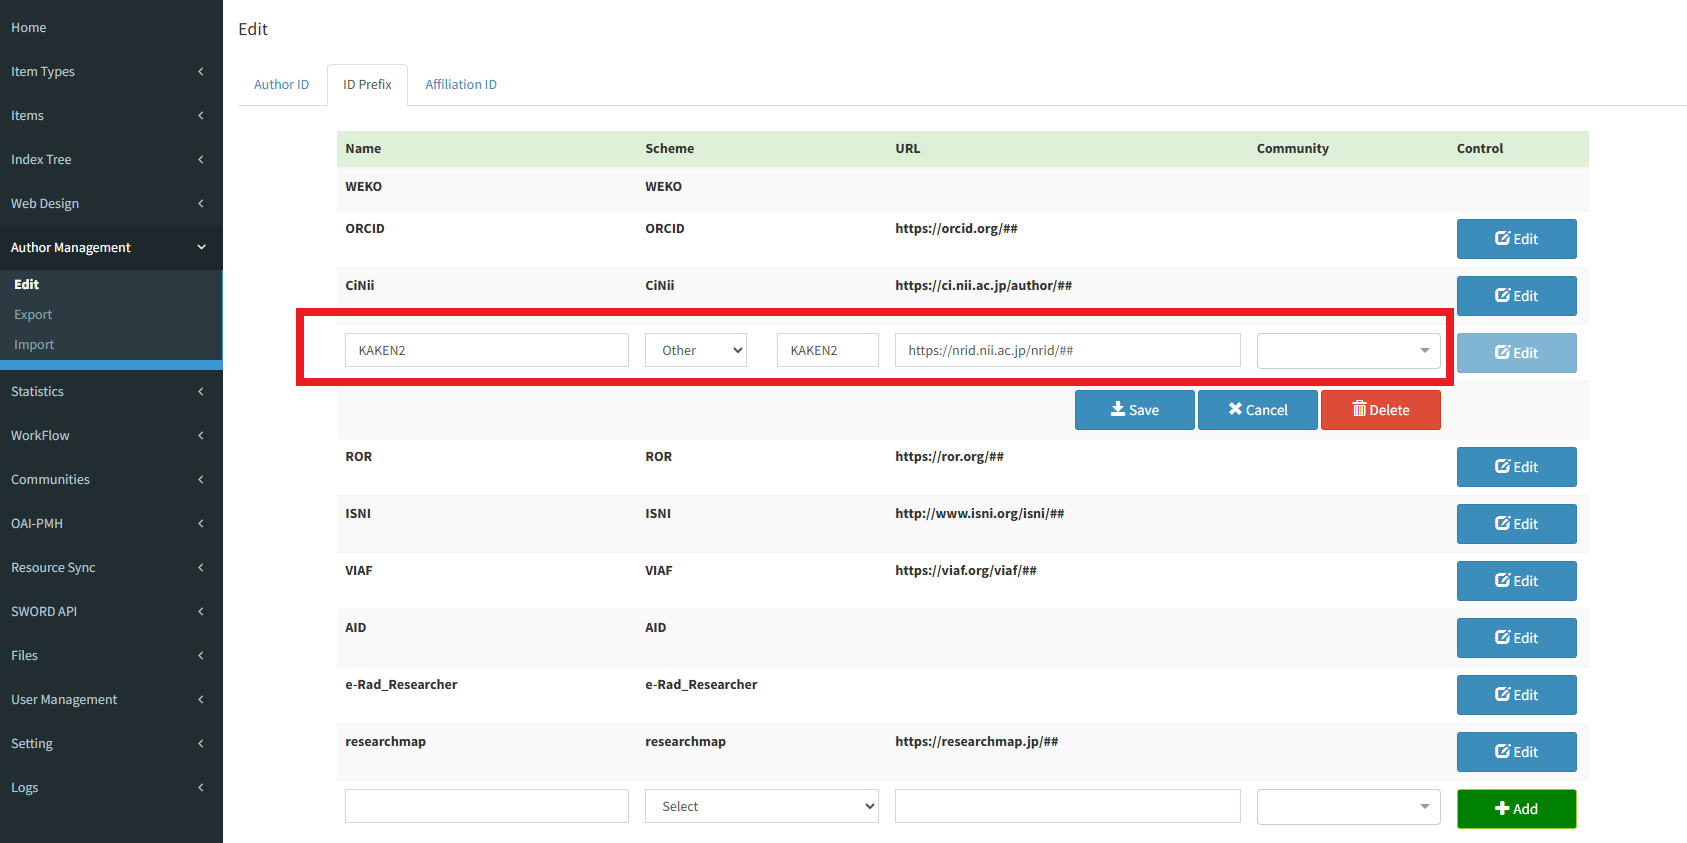 Home
Item Types
Items
Index Tree
Web Design
Author Management
Edit
Export
Import
Statistics
WorkFlow
Communities
OAI-PMH
Resource Sync
SWORD API
Files
User Management
Setting
Logs
Edit
Author ID ID Prefix Affiliation ID
Name Scheme URL Community Control
WEKO WEKO
ORCID ORCID https://orcid.org/## Edit
CiNii CiNii https://ci.nii.ac.jp/author/## Edit
KAKEN2 Other KAKEN2 https://nrid.nii.ac.jp/nrid/## Edit
Save Cancel Delete
ROR ROR https://ror.org/## Edit
ISNI ISNI http://www.isni.org/isni/## Edit
VIAF VIAF https://viaf.org/viaf/## Edit
AID AID Edit
e-Rad_Researcher e-Rad_Researcher Edit
researchmap researchmap https://researchmap.jp/## Edit
Select Add